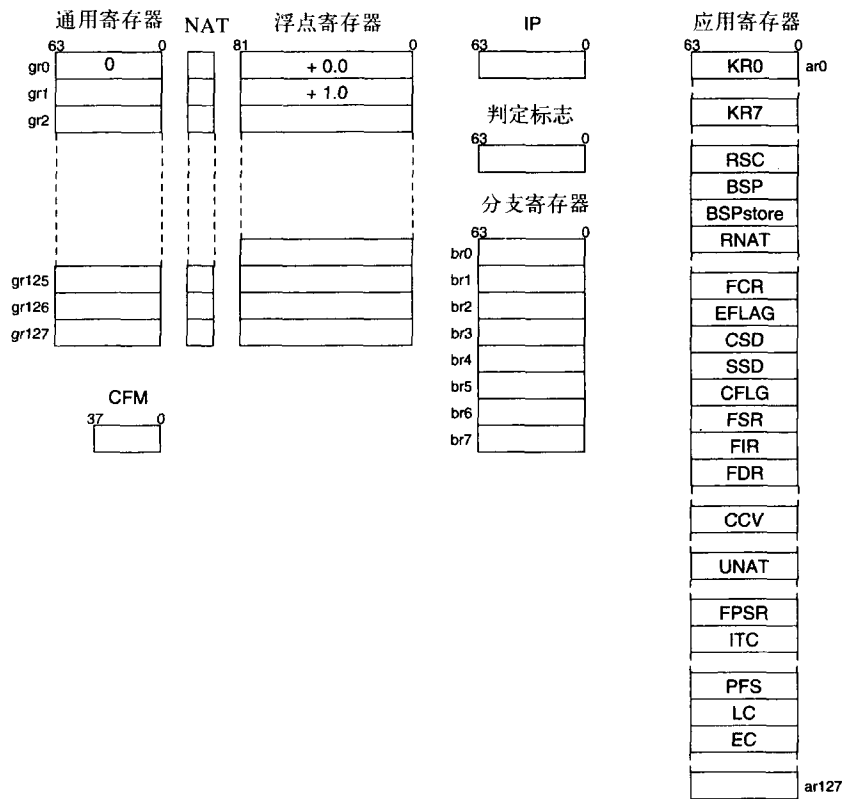 通用寄存器
63 0
gr0 0
gr1
gr2
gr125
gr126
gr127
NAT
浮点寄存器
81 0
+ 0.0
+ 1.0
CFM
37 0
IP
63 0
判定标志
63 0
分支寄存器
63 0
br0
br1
br2
br3
br4
br5
br6
br7
应用寄存器
63 0
KR0 ar0
KR7
RSC
BSP
BSPstore
RNAT
FCR
EFLAG
CSD
SSD
CFLG
FSR
FIR
FDR
CCV
UNAT
FPSR
ITC
PFS
LC
EC
ar127